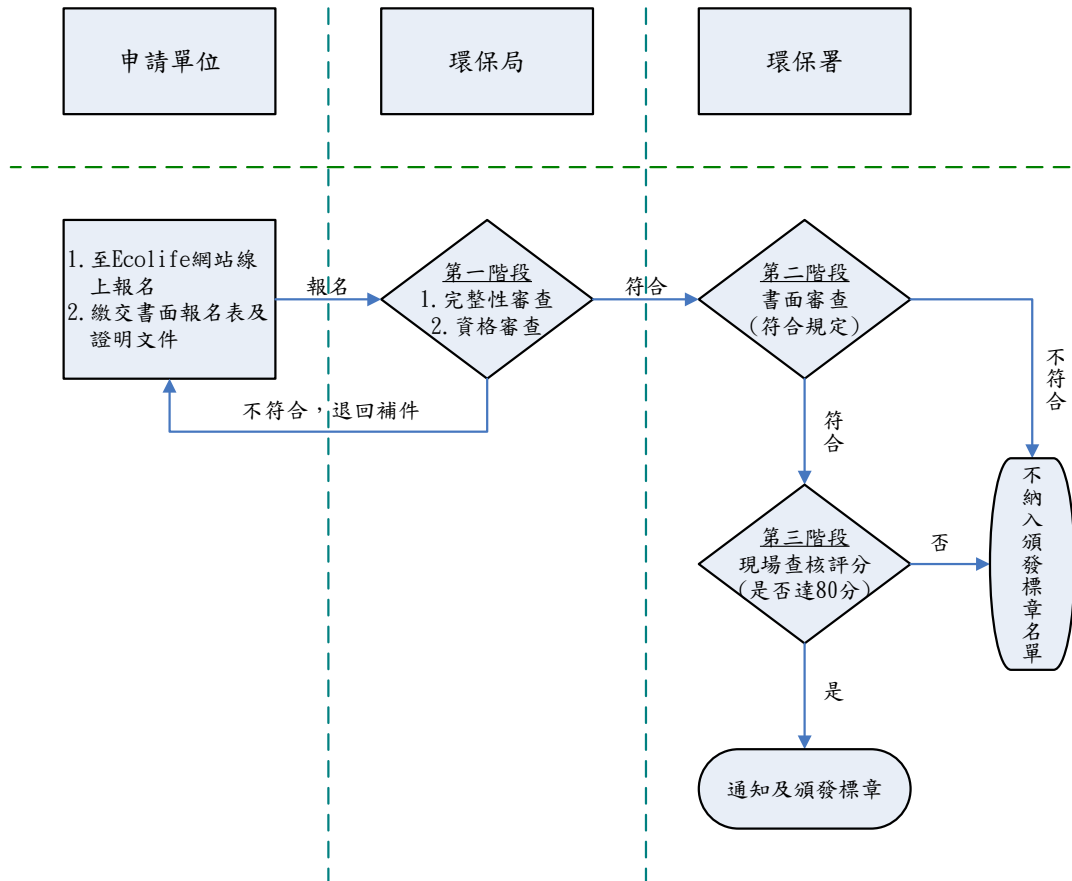 申請單位
環保局
環保署
1.至Ecolife網站線
上報名
2.繳交書面報名表及
證明文件
報名
第一階段
1.完整性審查
2.資格審查
符合
第二階段
書面審查
(符合規定)
不符合
不符合，退回補件
符合
第三階段
現場查核評分
(是否達80分)
否
不納入頒發標章名單
是
通知及頒發標章